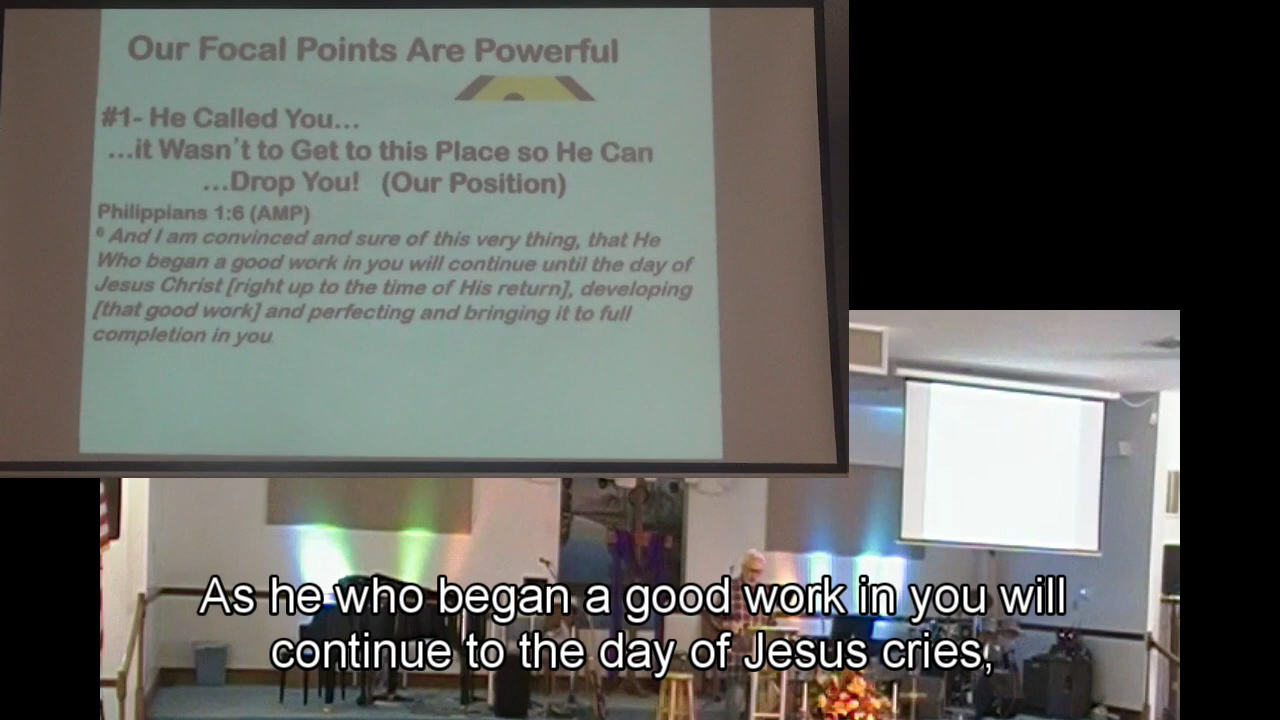 Our Focal Points Are Powerful
#1- He Called You...
...it Wasn't to Get to this Place so He Can
...Drop You! (Our Position)
Philippians 1:6 (AMP)
6 And I am convinced and sure of this very thing, that He
Who began a good work in you will continue until the day of
Jesus Christ [right up to the time of His return], developing
[that good work] and perfecting and bringing it to full
completion in you.
As he who began a good work in you will
continue to the day of Jesus cries,